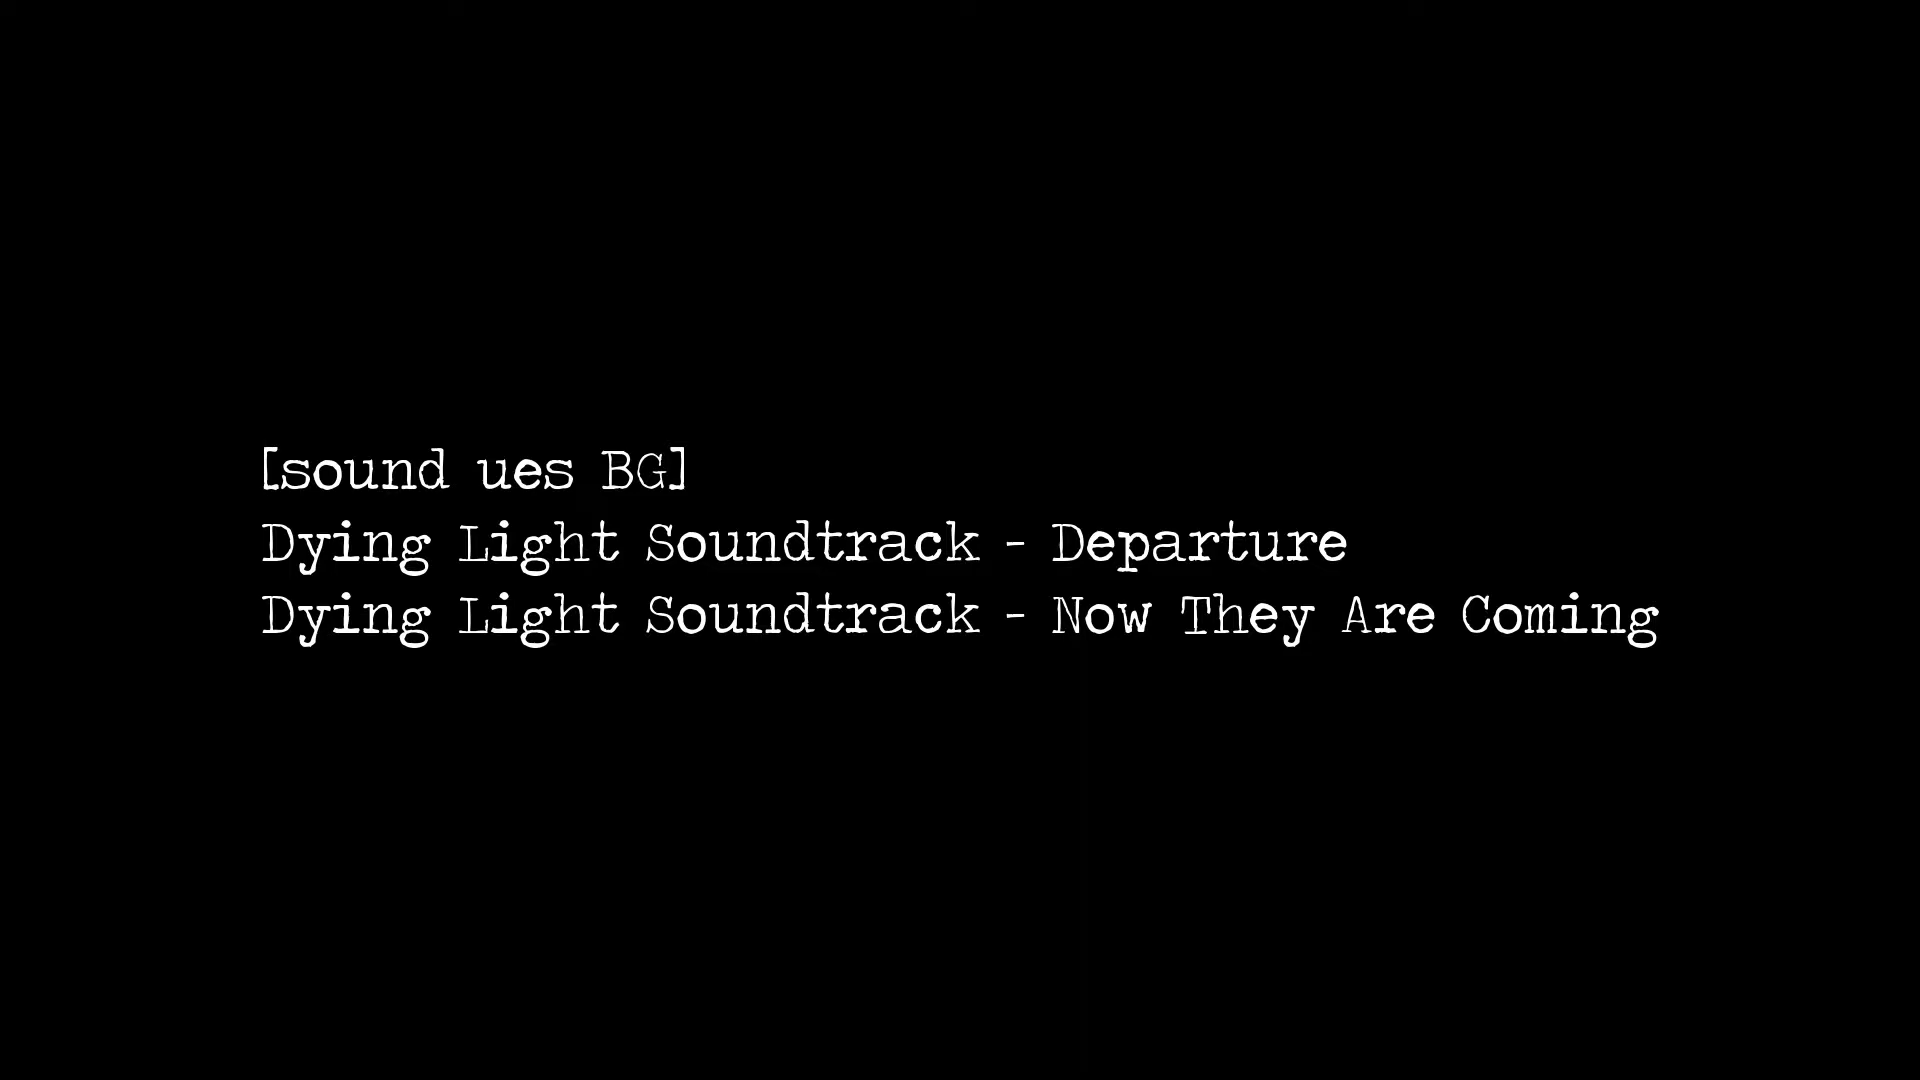 [sound ues BG]
Dying Light Soundtrack - Departure
Dying Light Soundtrack - Now They Are Coming